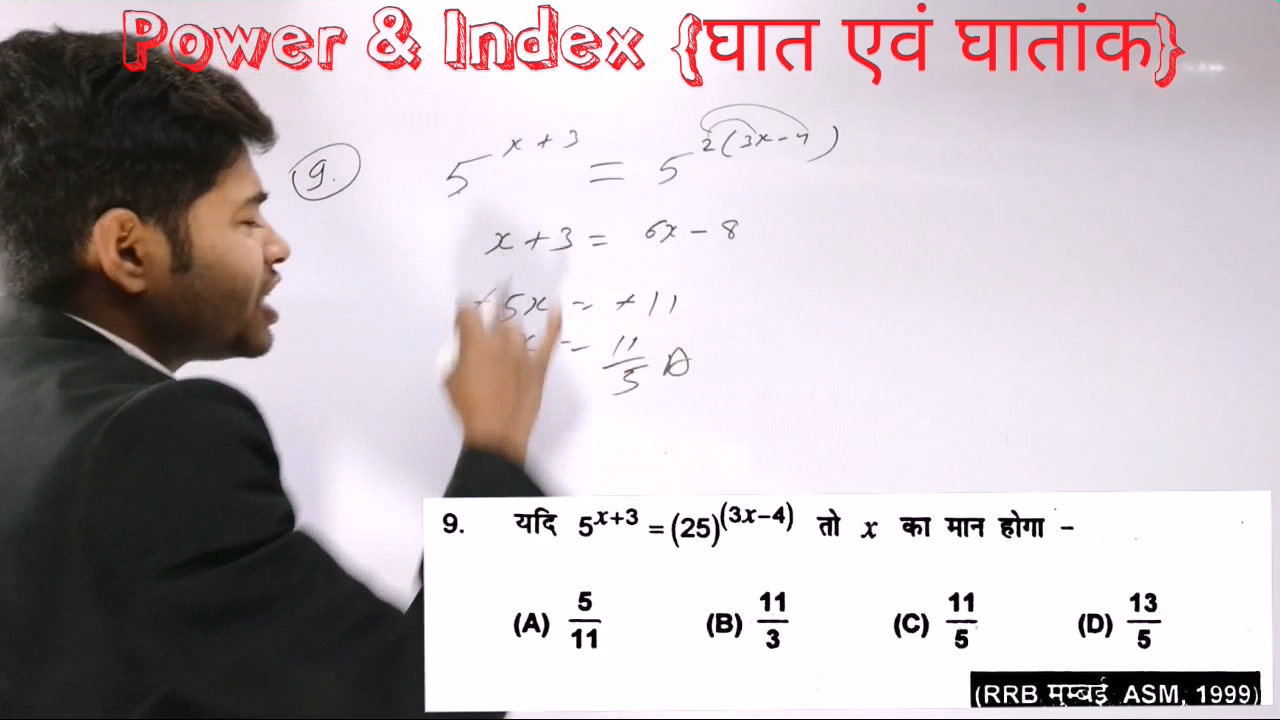 Power & Index {घात एवं घातांक}
9.
5^(x+3) = 5^(2(3x-4))
x+3 = 6x-8
+5x = +11
x = 11/5 A
9. यदि 5^(x+3) = (25)^((3x-4)) तो x का मान होगा -
(A) 5/11 (B) 11/3 (C) 11/5 (D) 13/5
(RRB मुम्बई ASM, 1999)